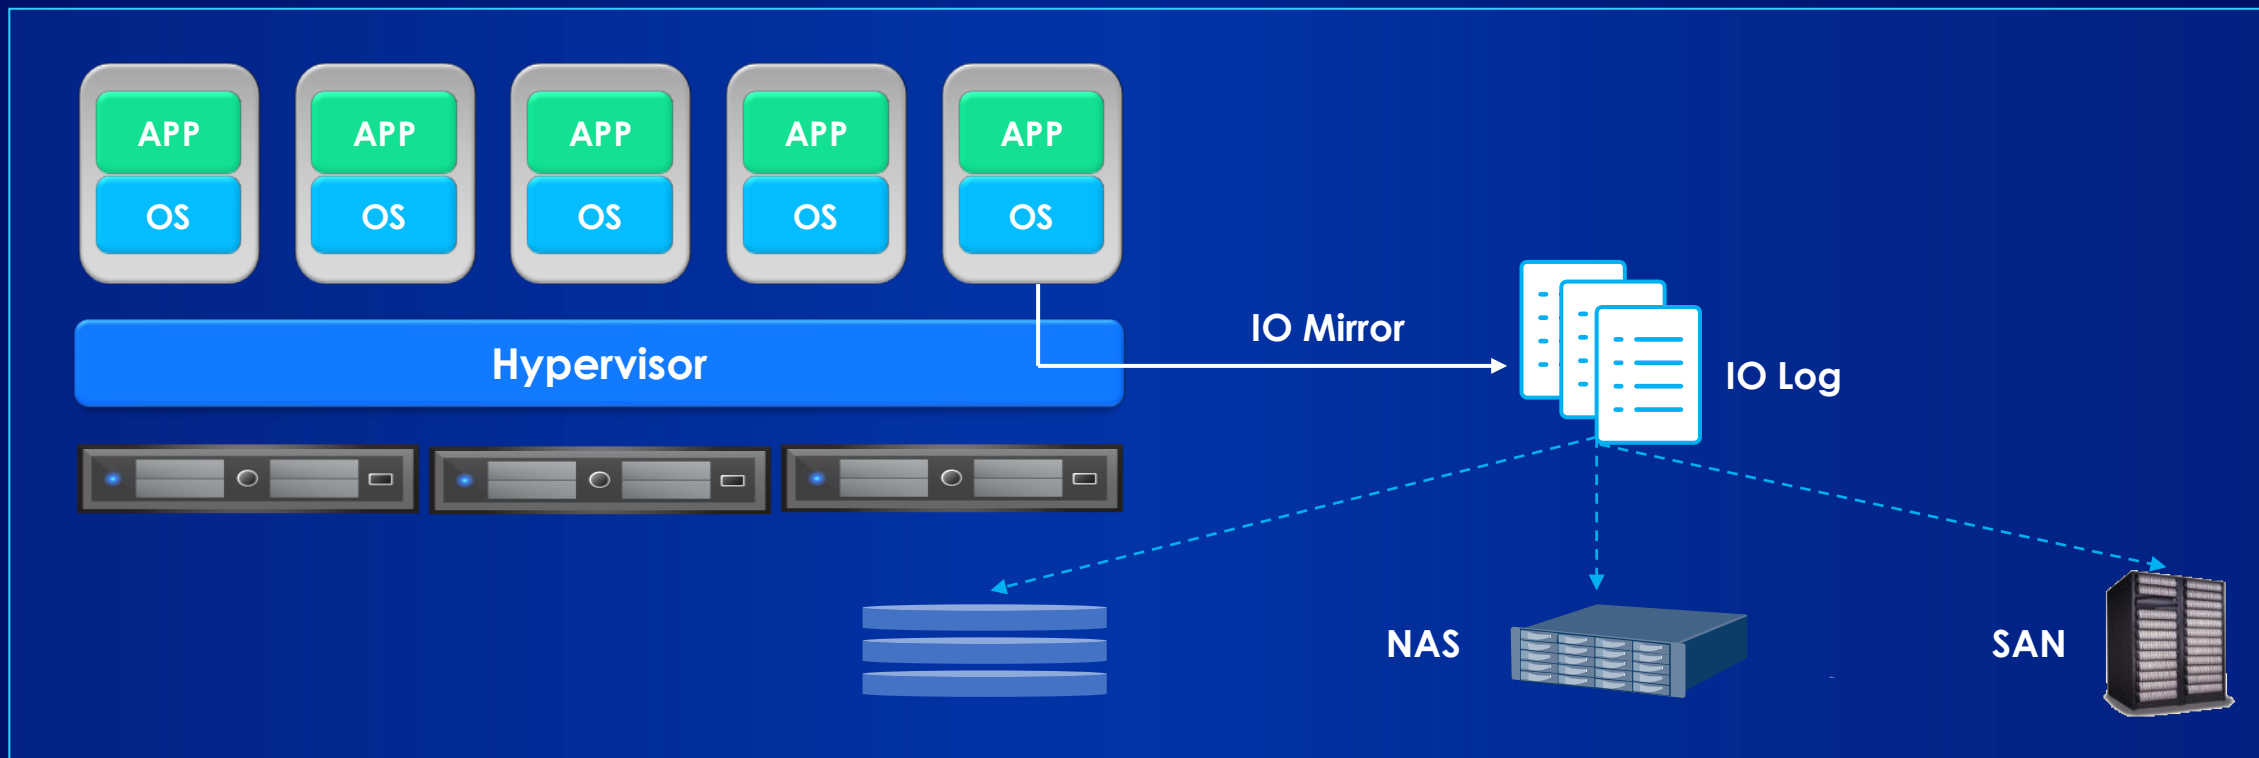 APP
APP
APP
APP
APP
OS
OS
OS
OS
OS
IO Mirror
Hypervisor
IO Log
NAS
SAN